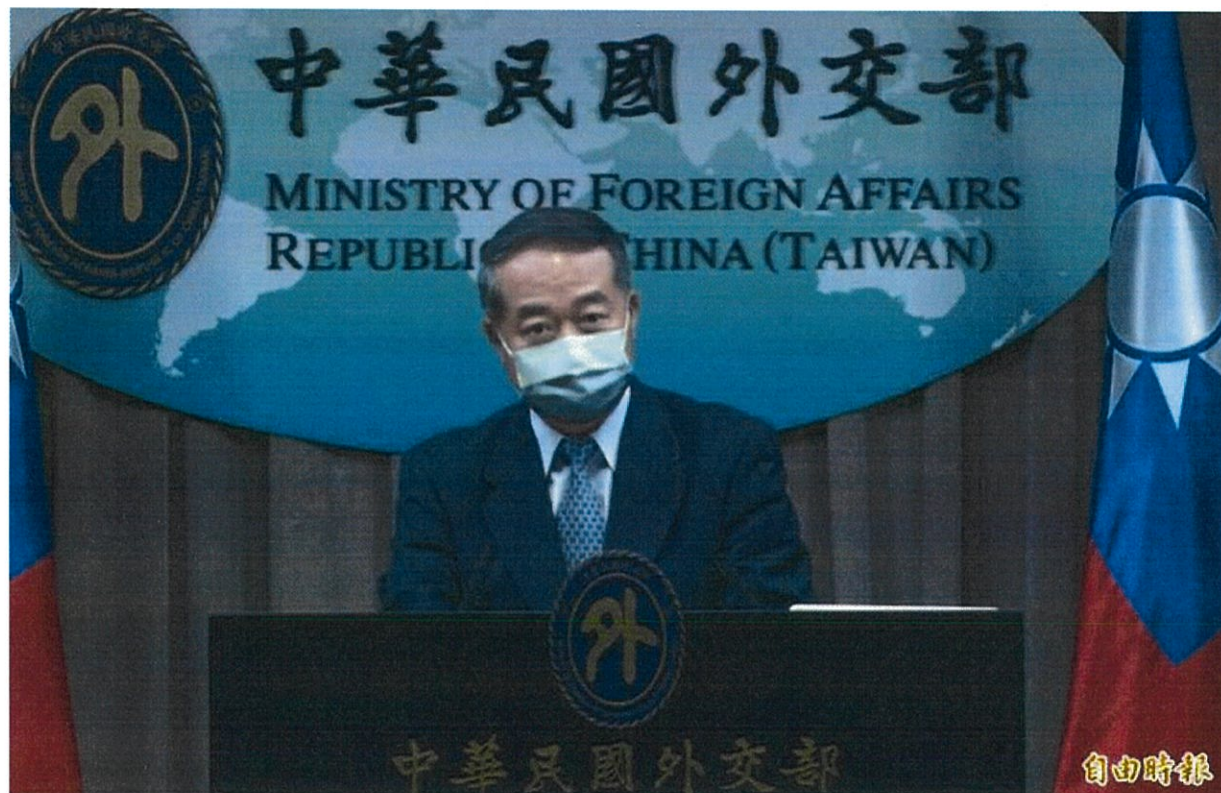 中華民國外交部
外
MINISTRY OF FOREIGN AFFAIRS
REPUBLI CHINA (TAIWAN)
外
中華民國外交部
自由時報